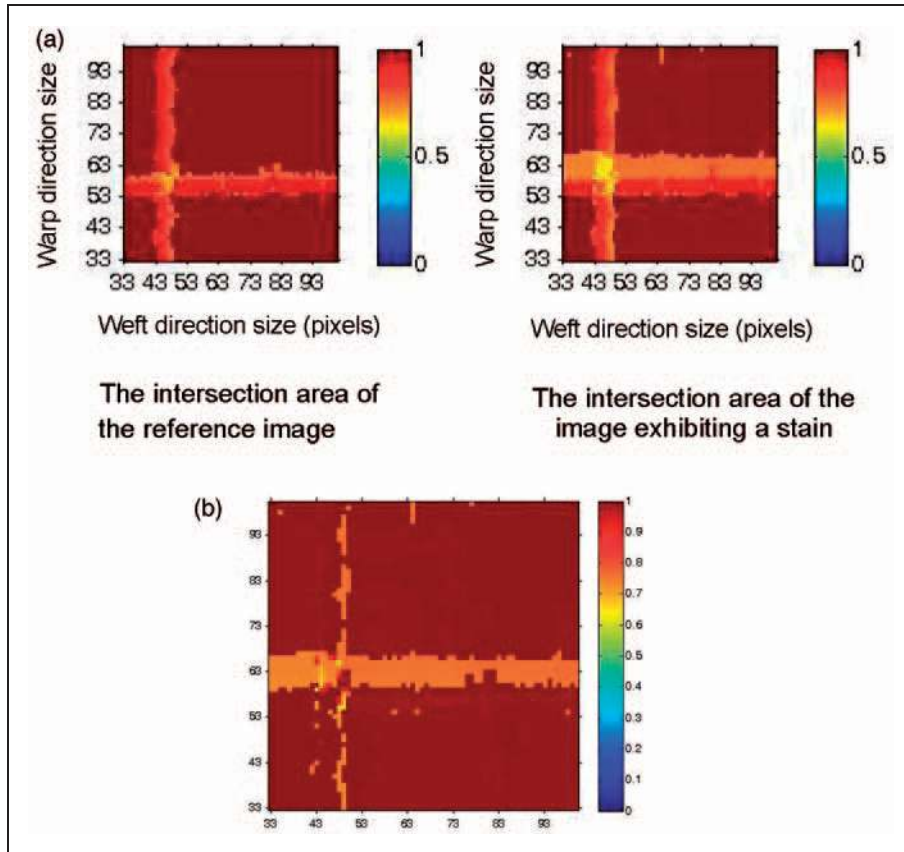 (a)
Warp direction size
93
83
73
63
53
43
33
33 43 53 63 73 83 93
Weft direction size (pixels)
1
0.5
0
The intersection area of
the reference image
Warp direction size
93
83
73
63
53
43
33
33 43 53 63 73 83 93
Weft direction size (pixels)
1
0.5
0
The intersection area of the
image exhibiting a stain
(b)
93
83
73
63
53
43
33
33 43 53 63 73 83 93
1
0.9
0.8
0.7
0.6
0.5
0.4
0.3
0.2
0.1
0